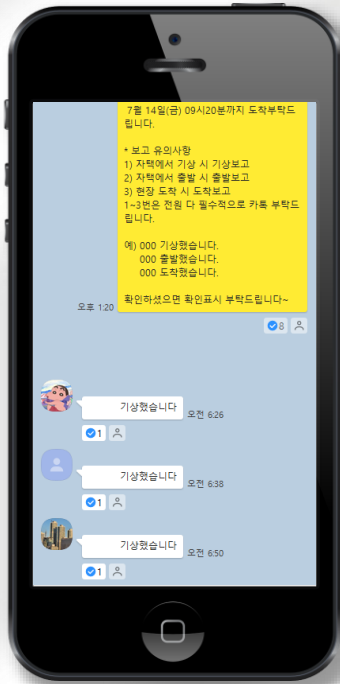 7월 14일(금) 09시20분까지 도착부탁드
립니다.
* 보고 유의사항
1) 자택에서 기상 시 기상보고
2) 자택에서 출발 시 출발보고
3) 현장 도착 시 도착보고
1~3번은 전원 다 필수적으로 카톡 부탁드
립니다.
예) 000 기상했습니다.
000 출발했습니다.
000 도착했습니다.
확인하셨으면 확인표시 부탁드립니다~
오후 1:20
8
기상했습니다
오전 6:26
1
기상했습니다
오전 6:38
1
기상했습니다
오전 6:50
1